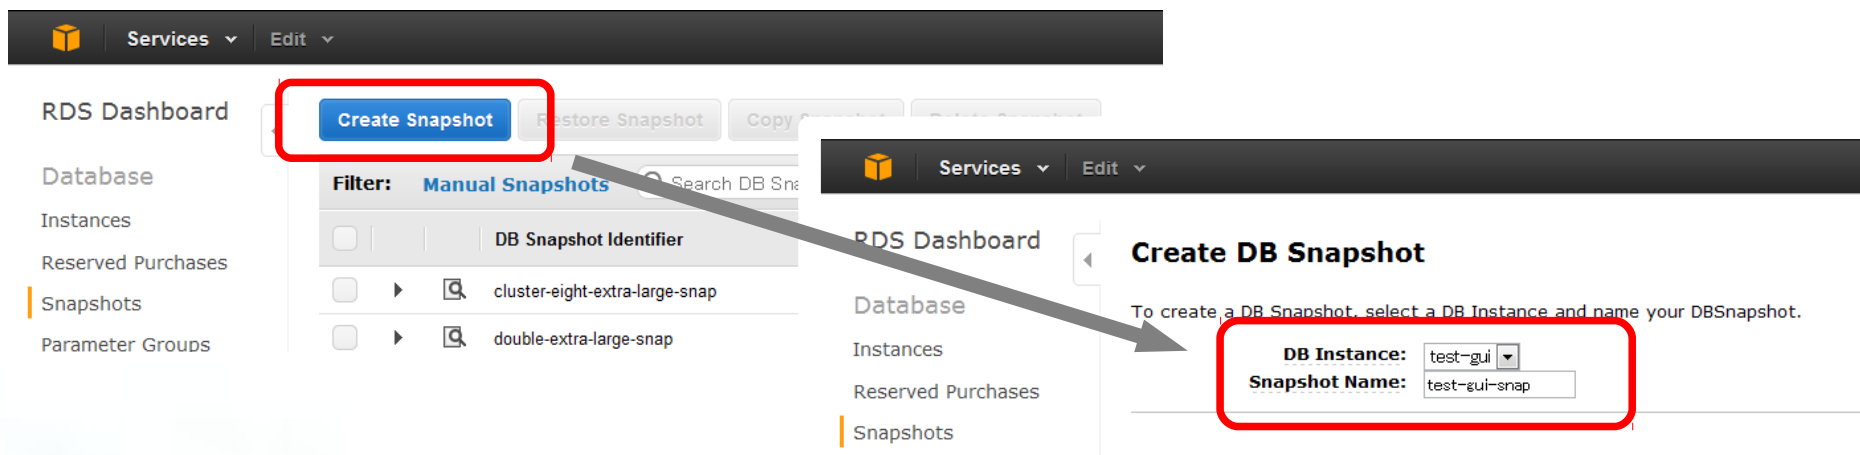 Services Edit
RDS Dashboard
Create Snapshot Restore Snapshot Copy
Database
Filter: Manual Snapshots Search DB
Instances
DB Snapshot Identifier
Reserved Purchases
cluster-eight-extra-large-snap
Snapshots
double-extra-large-snap
Parameter Groups
Services Edit
RDS Dashboard
Create DB Snapshot
Database
To create a DB Snapshot, select a DB Instance and name your DBSnapshot.
Instances
DB Instance: test-gui
Snapshot Name: test-gui-snap
Reserved Purchases
Snapshots